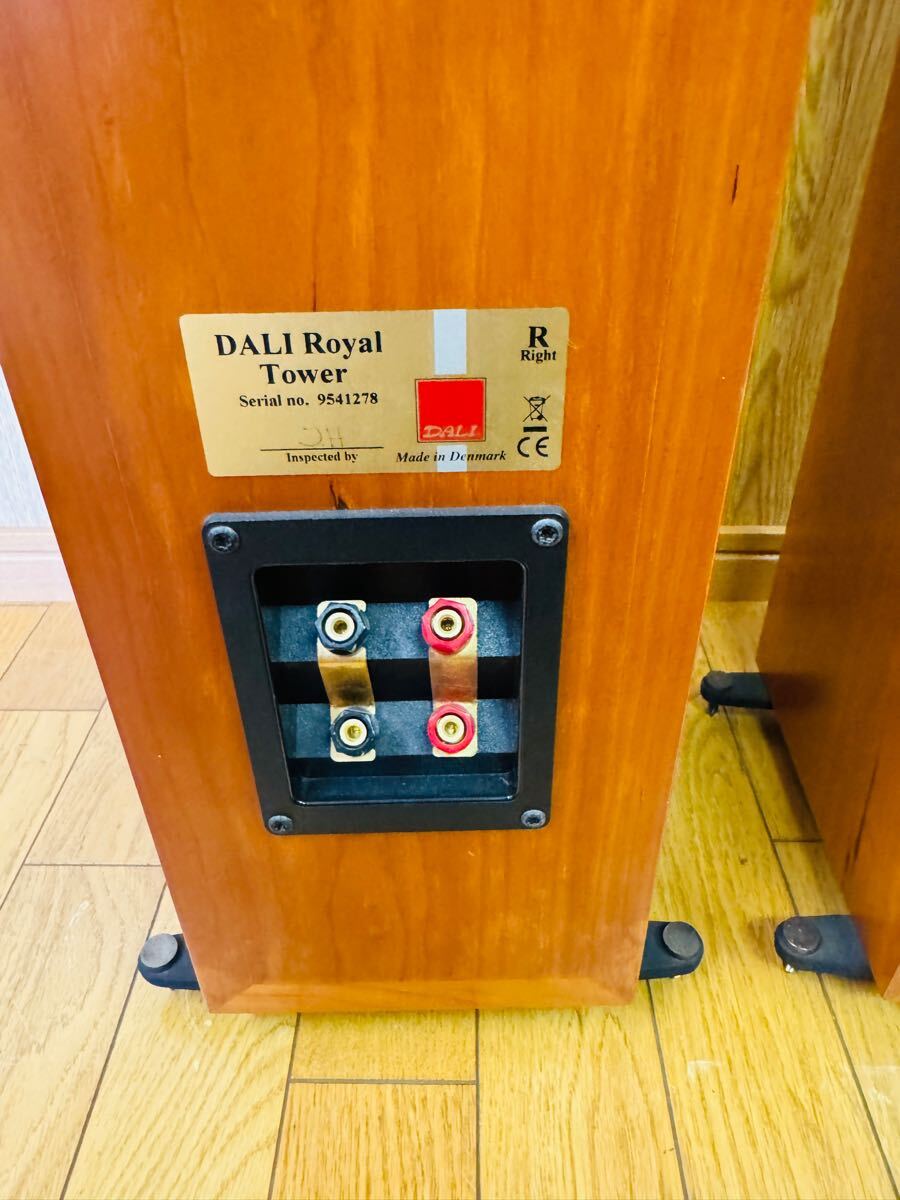 DALI Royal
Tower
Serial no. 9541278
J.H
Inspected by
DALI
Made in Denmark
R
Right
CE